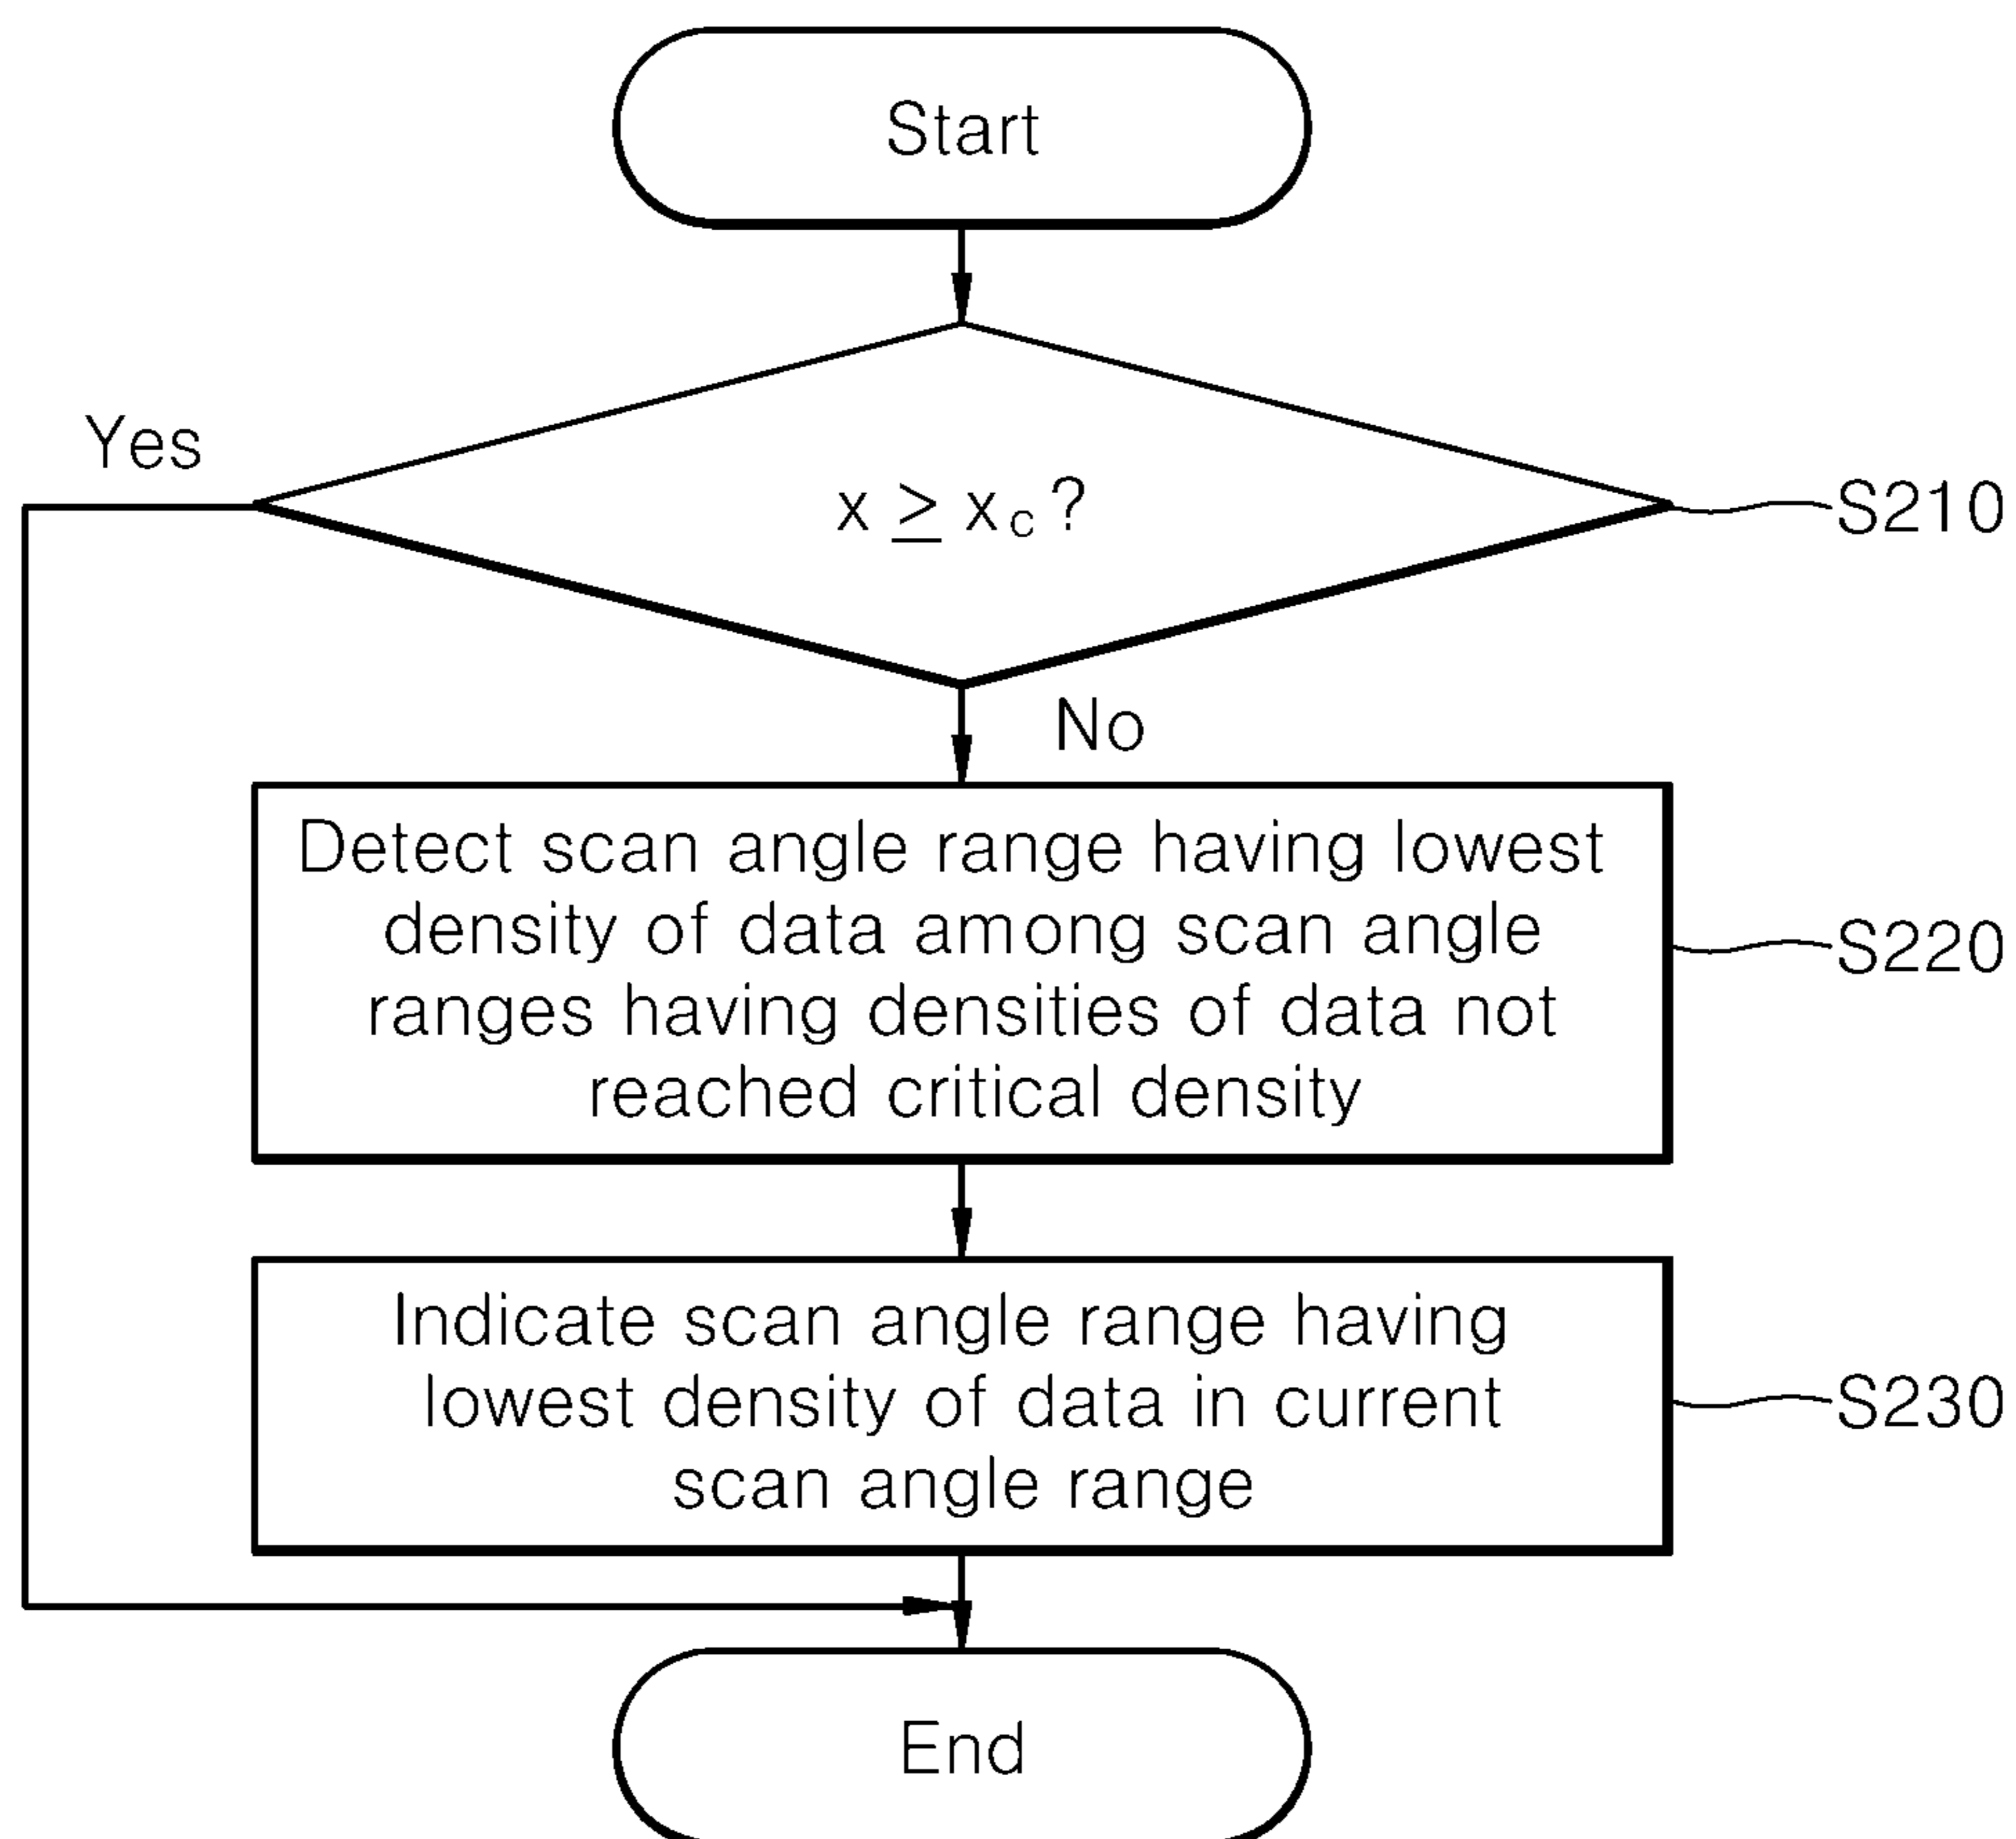 Start
Yes
x ≥ xc ?
S210
No
Detect scan angle range having lowest
density of data among scan angle
ranges having densities of data not
reached critical density
S220
Indicate scan angle range having
lowest density of data in current
scan angle range
S230
End